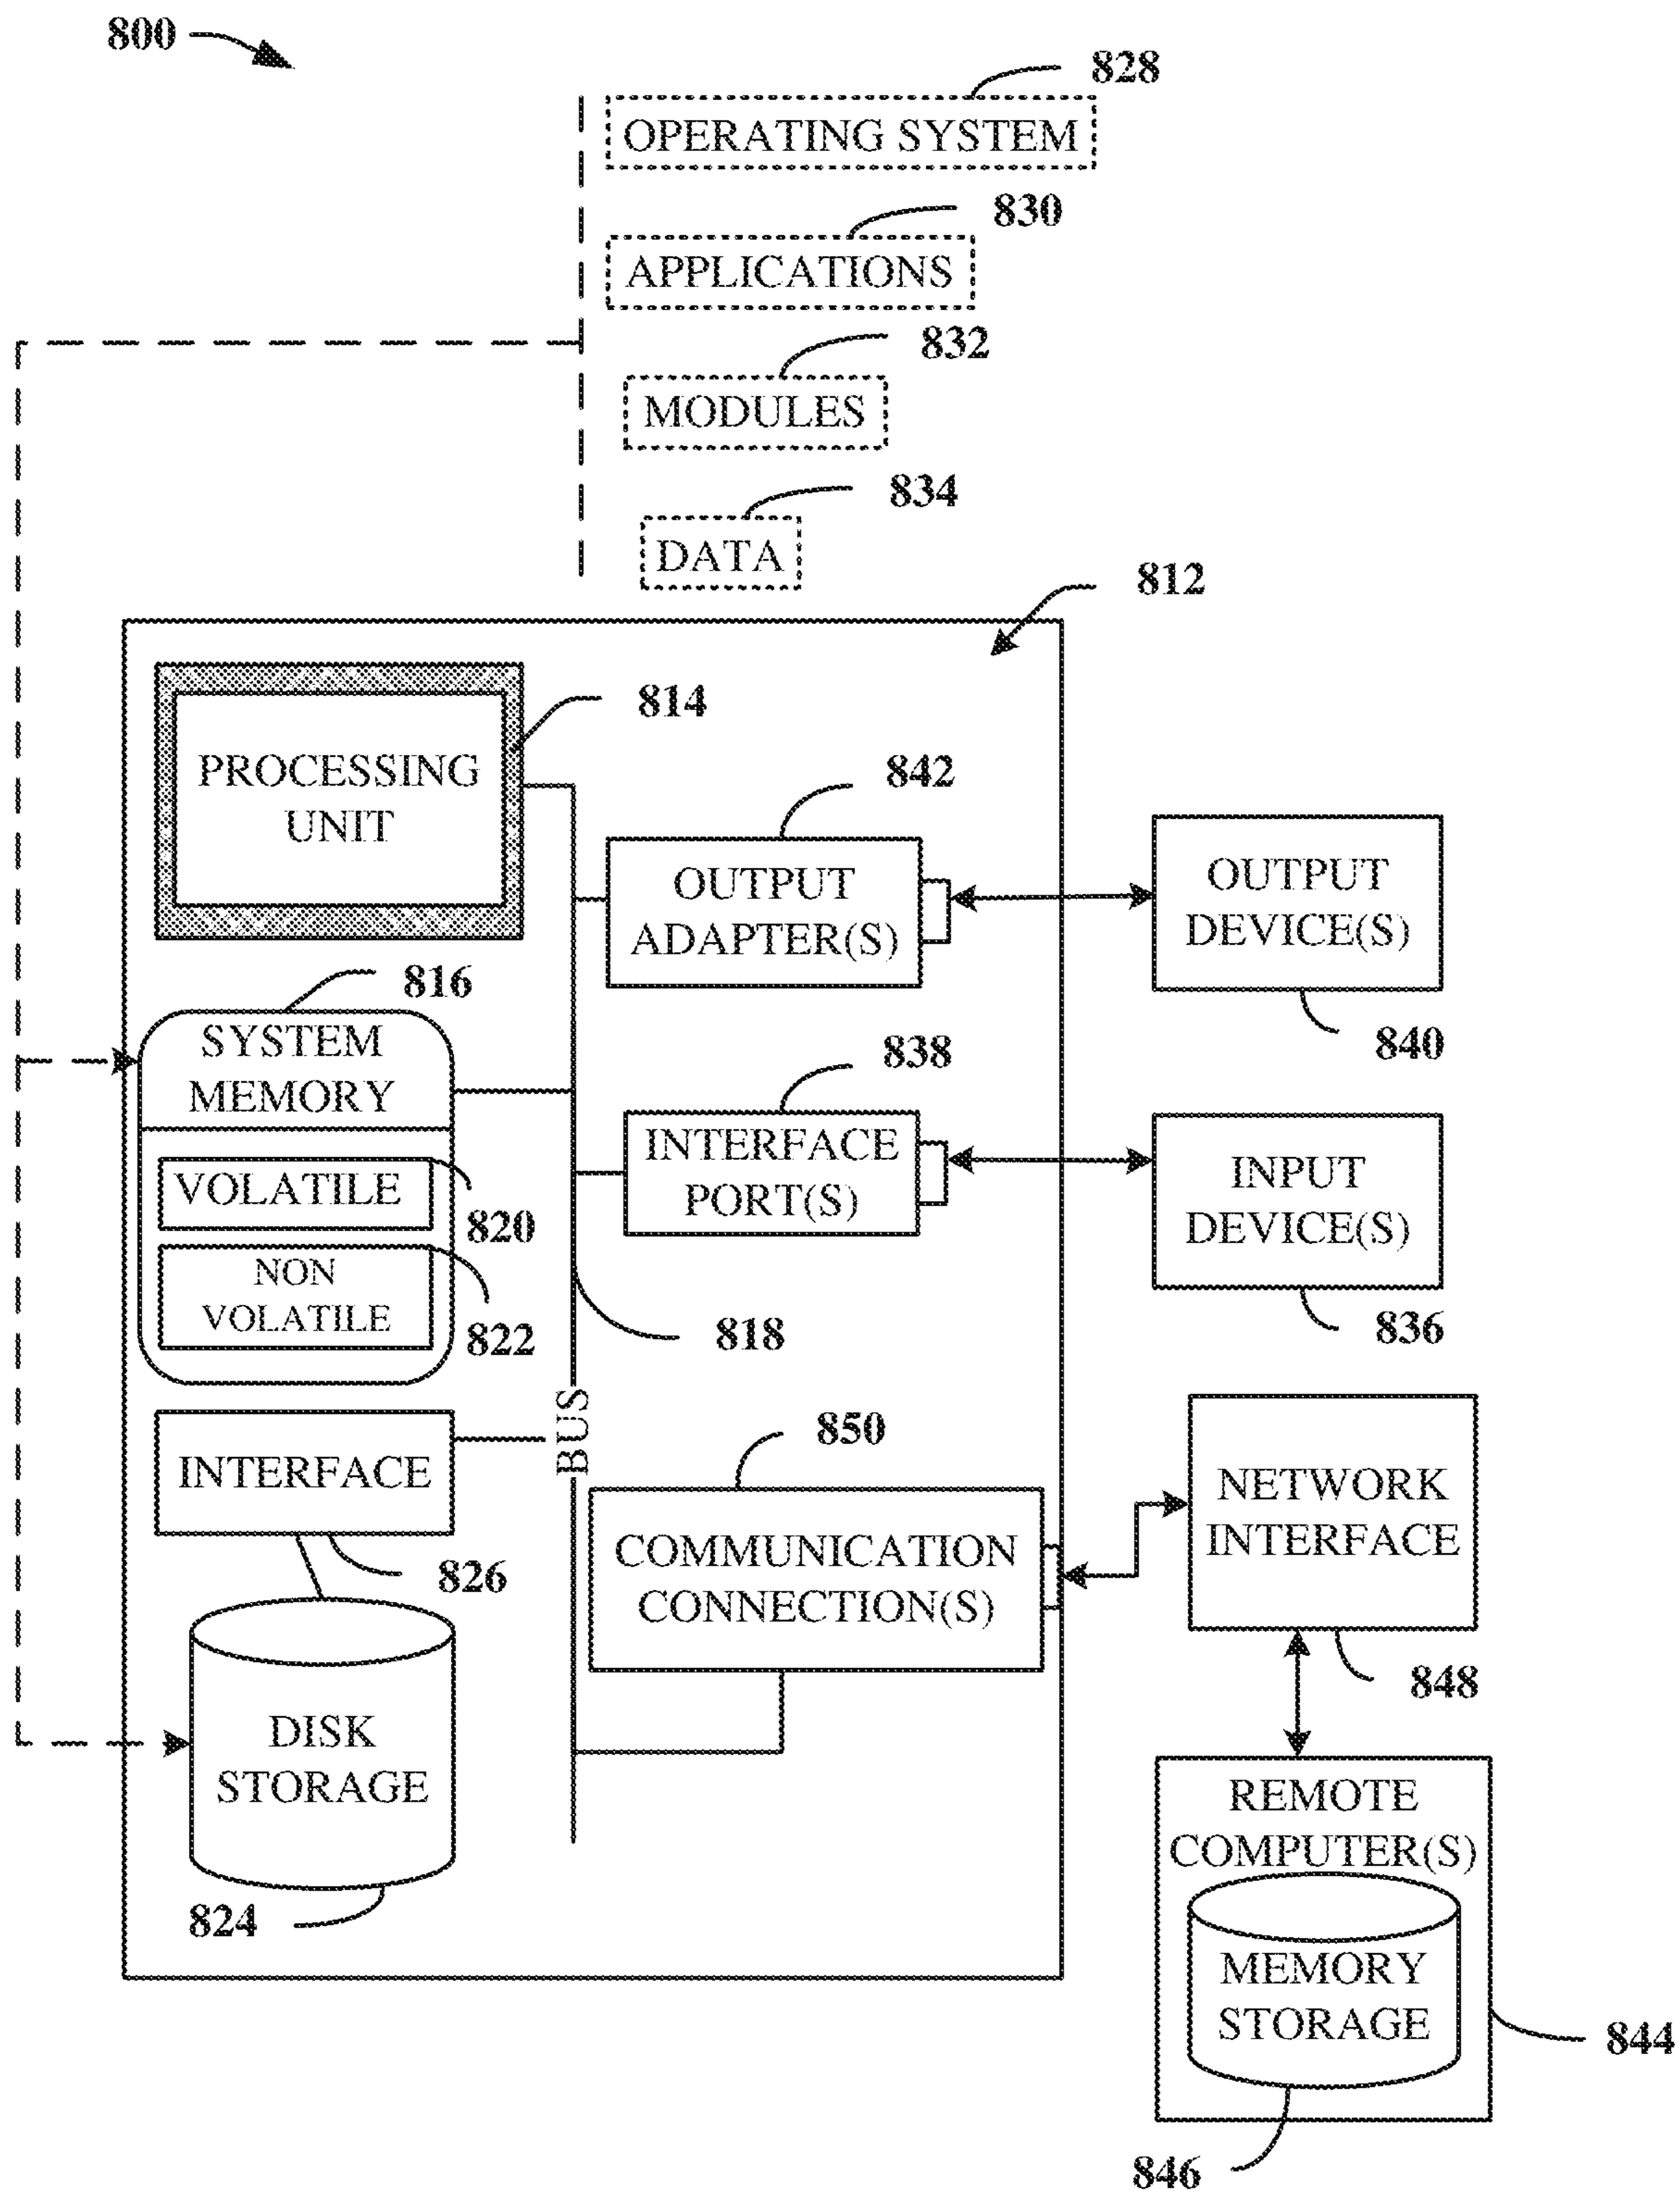 800
828
OPERATING SYSTEM
830
APPLICATIONS
832
MODULES
834
DATA
812
814
PROCESSING
UNIT
842
OUTPUT
ADAPTER(S)
OUTPUT
DEVICE(S)
840
816
SYSTEM
MEMORY
838
INTERFACE
PORT(S)
INPUT
DEVICE(S)
836
VOLATILE
820
NON
VOLATILE
822
818
BUS
INTERFACE
826
850
COMMUNICATION
CONNECTION(S)
NETWORK
INTERFACE
848
DISK
STORAGE
824
REMOTE
COMPUTER(S)
MEMORY
STORAGE
844
846